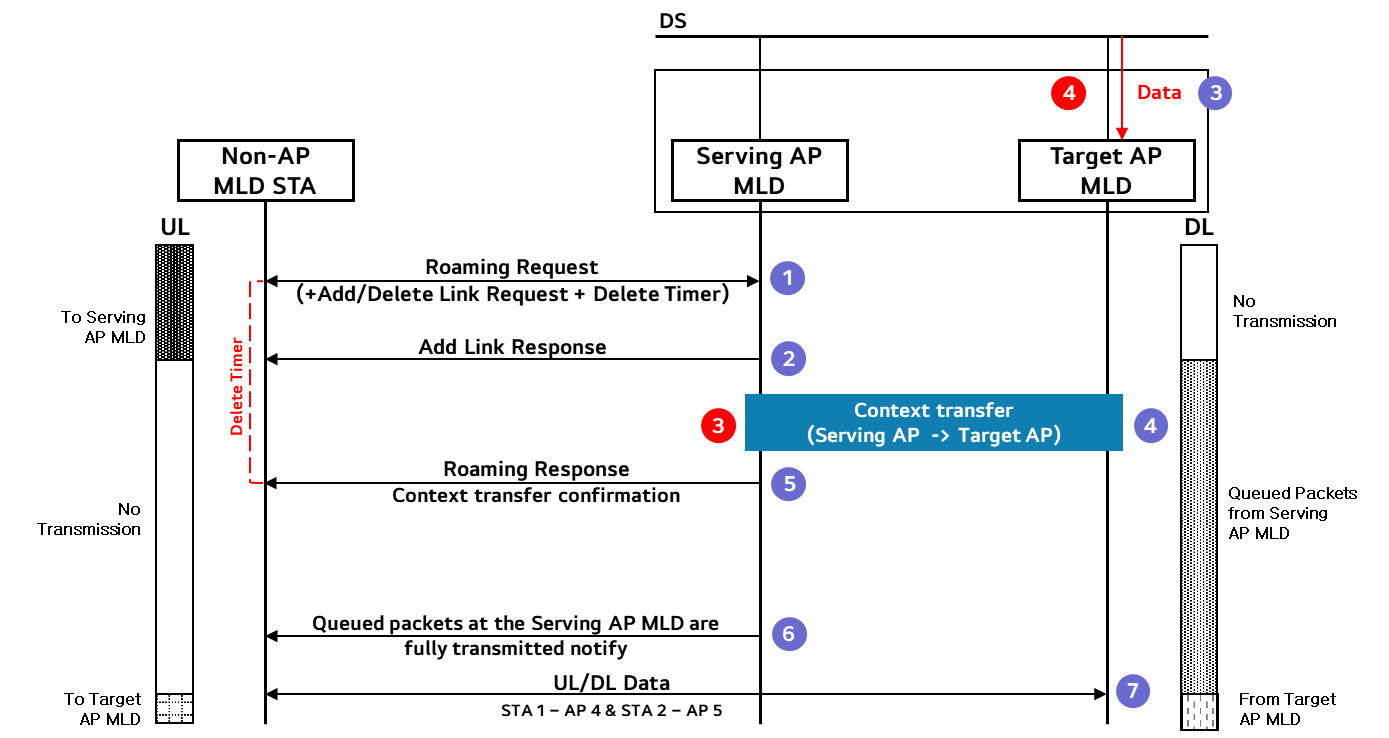 DS
4
Data
3
Non-AP
MLD STA
Serving AP
MLD
Target AP
MLD
UL
DL
Roaming Request
1
(+Add/Delete Link Request + Delete Timer)
To Serving
AP MLD
No
Transmission
Add Link Response
2
Delete Timer
3
Context transfer
(Serving AP -> Target AP)
4
Roaming Response
5
Context transfer confirmation
No
Transmission
Queued Packets
from Serving
AP MLD
Queued packets at the Serving AP MLD are
6
fully transmitted notify
UL/DL Data
7
STA 1 – AP 4 & STA 2 – AP 5
To Target
AP MLD
From Target
AP MLD